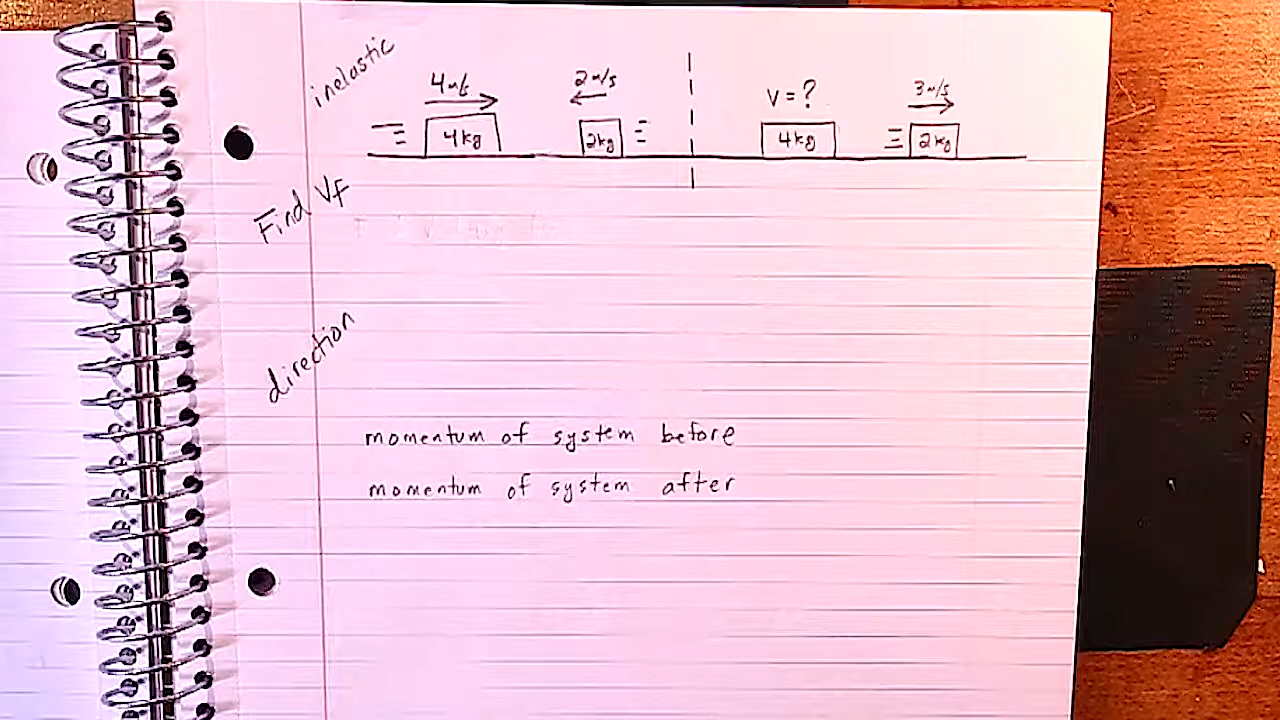 inelastic
4m/s 2m/s v=? 3m/s
4kg 2kg 4kg 2kg
Find Vf
direction
momentum of system before
momentum of system after